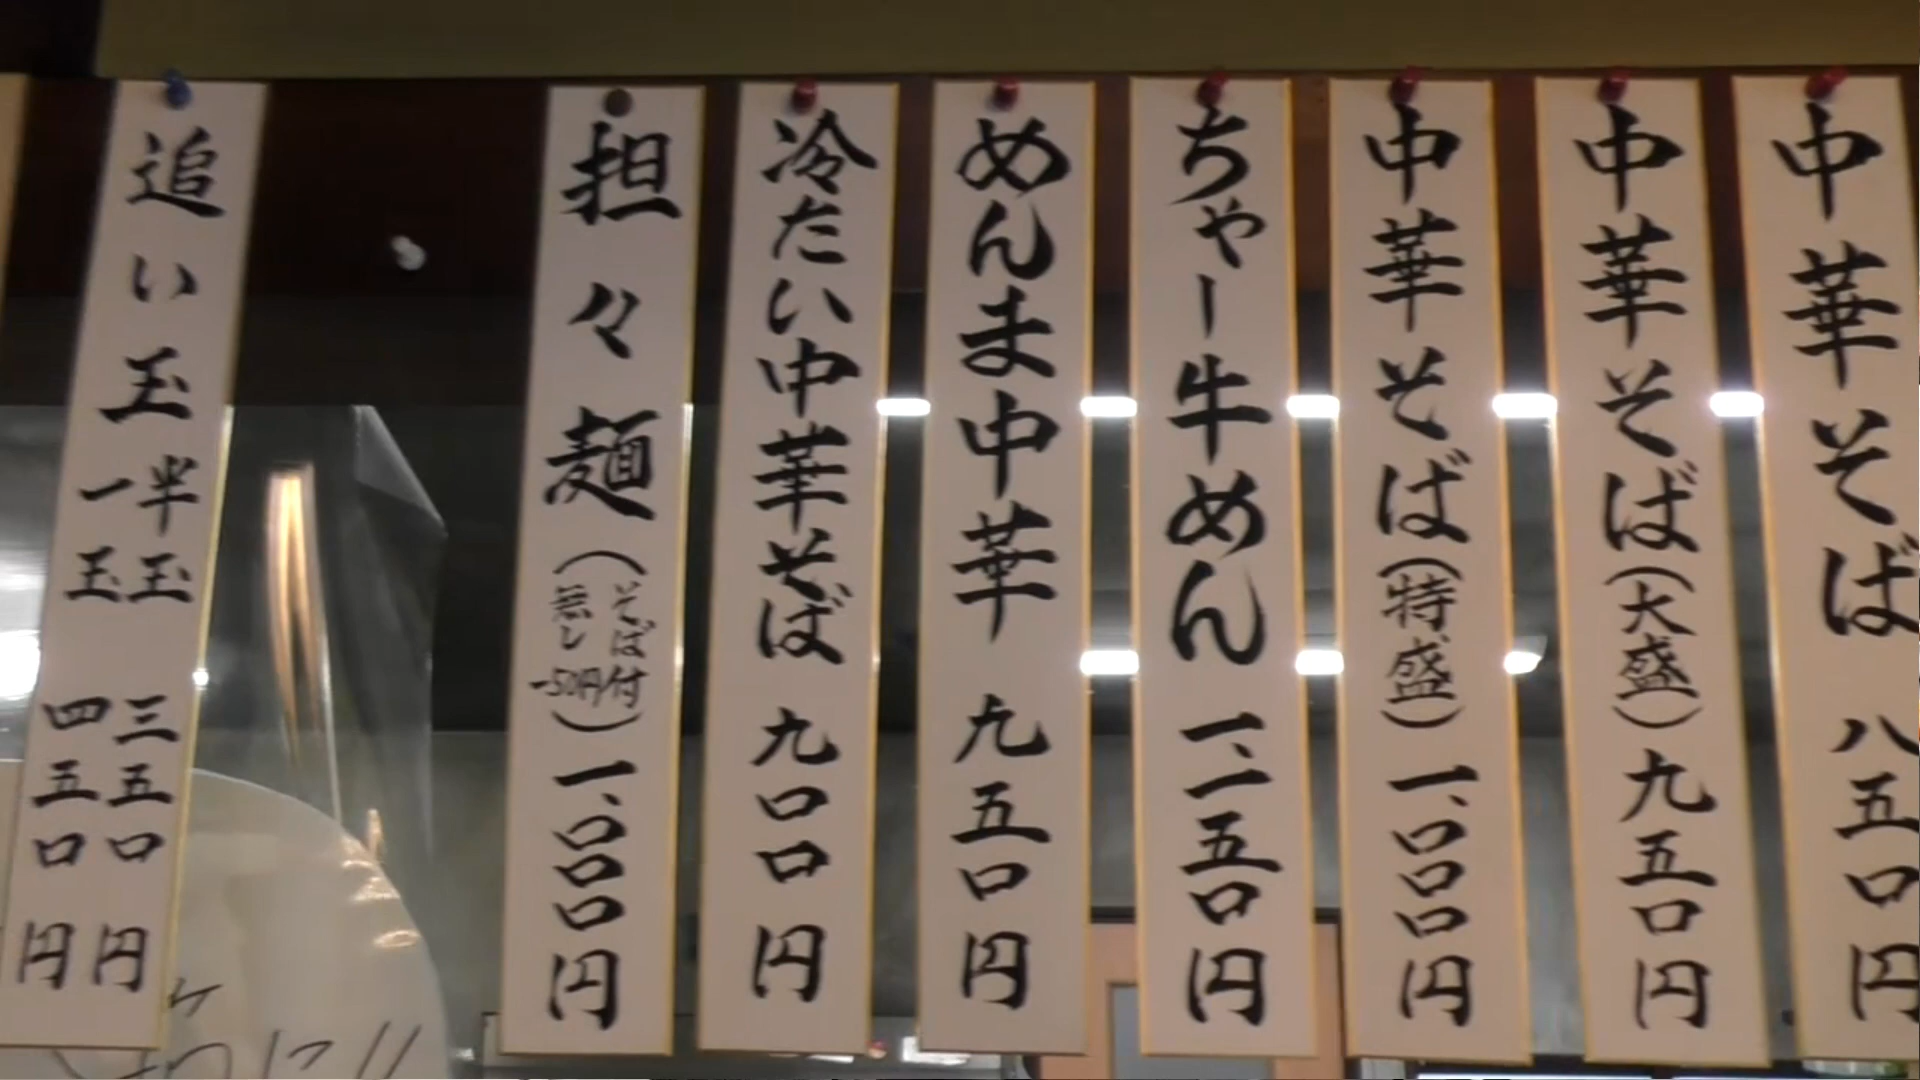 中華そば 八五〇円
中華そば(大盛)九五〇円
中華そば(特盛)一、〇〇〇円
ちゃー牛めん 一、一五〇円
めんま中華 九五〇円
冷たい中華そば 九〇〇円
担々麺(そば付
無し-50円)一、〇〇〇円
追い玉
半玉 三五〇円
一玉 四五〇円